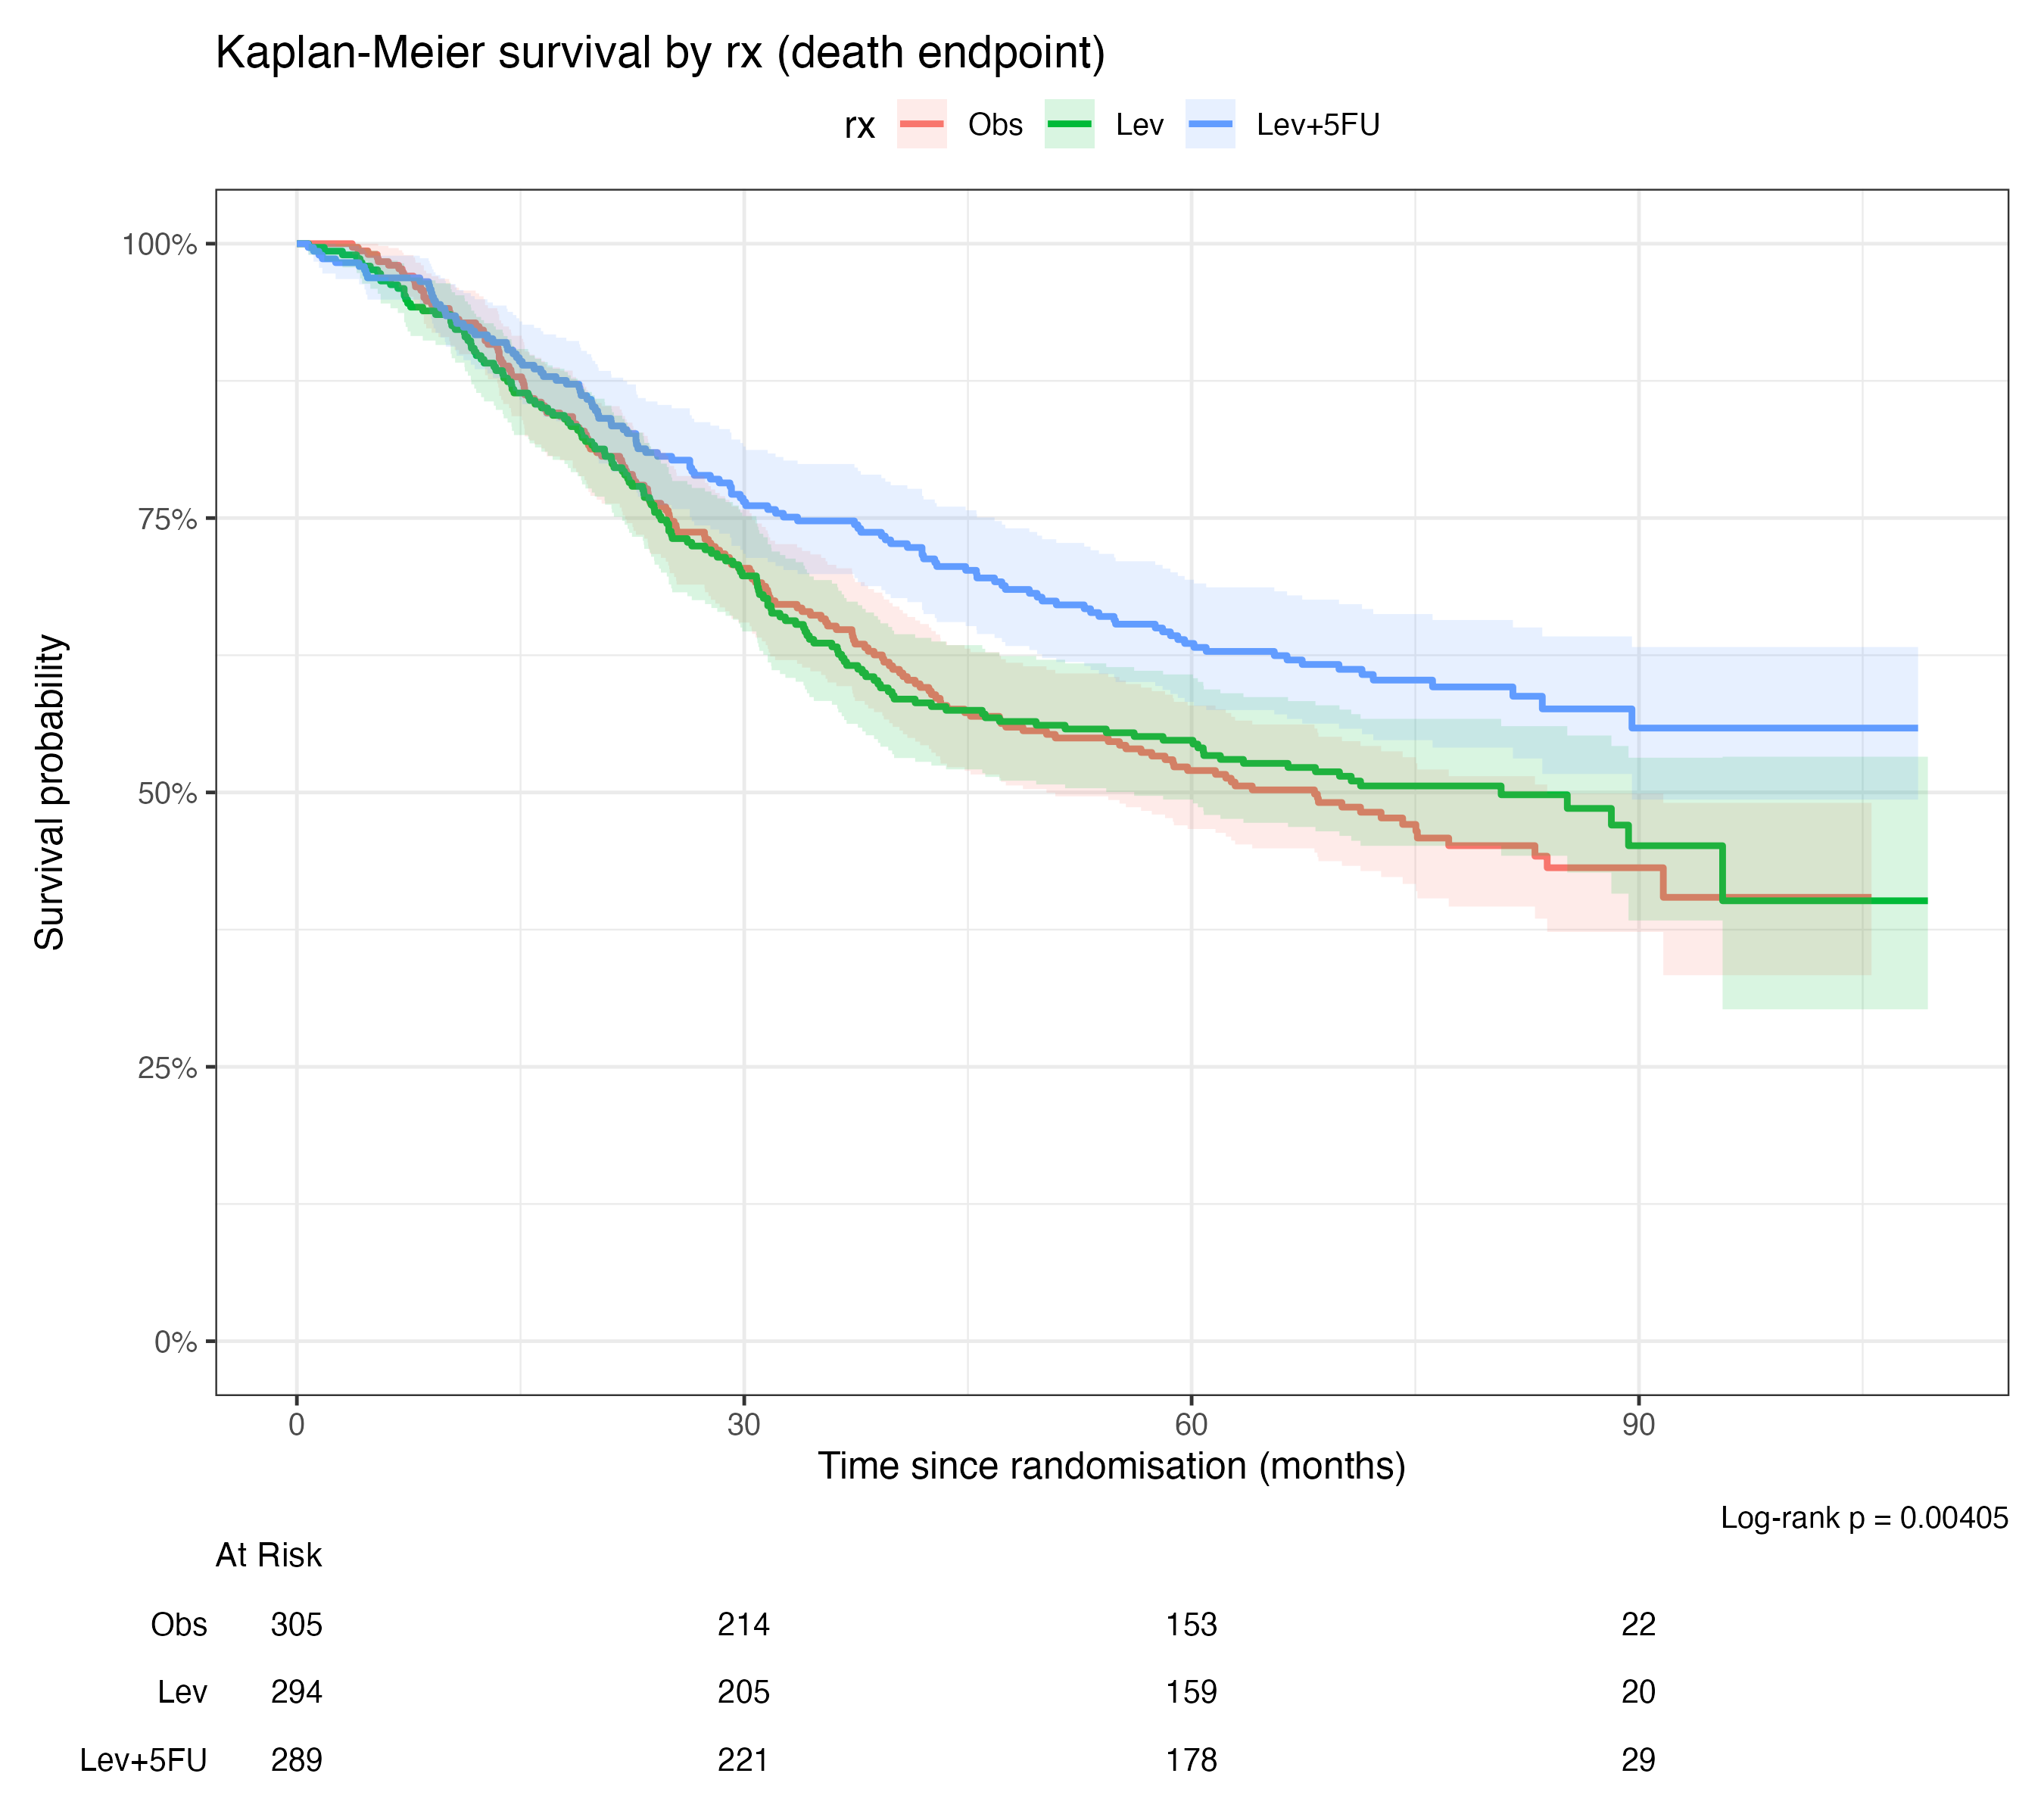 Kaplan-Meier survival by rx (death endpoint)
rx Obs Lev Lev+5FU
Survival probability
100%
75%
50%
25%
0%
0 30 60 90
Time since randomisation (months)
Log-rank p = 0.00405
At Risk
Obs 305 214 153 22
Lev 294 205 159 20
Lev+5FU 289 221 178 29